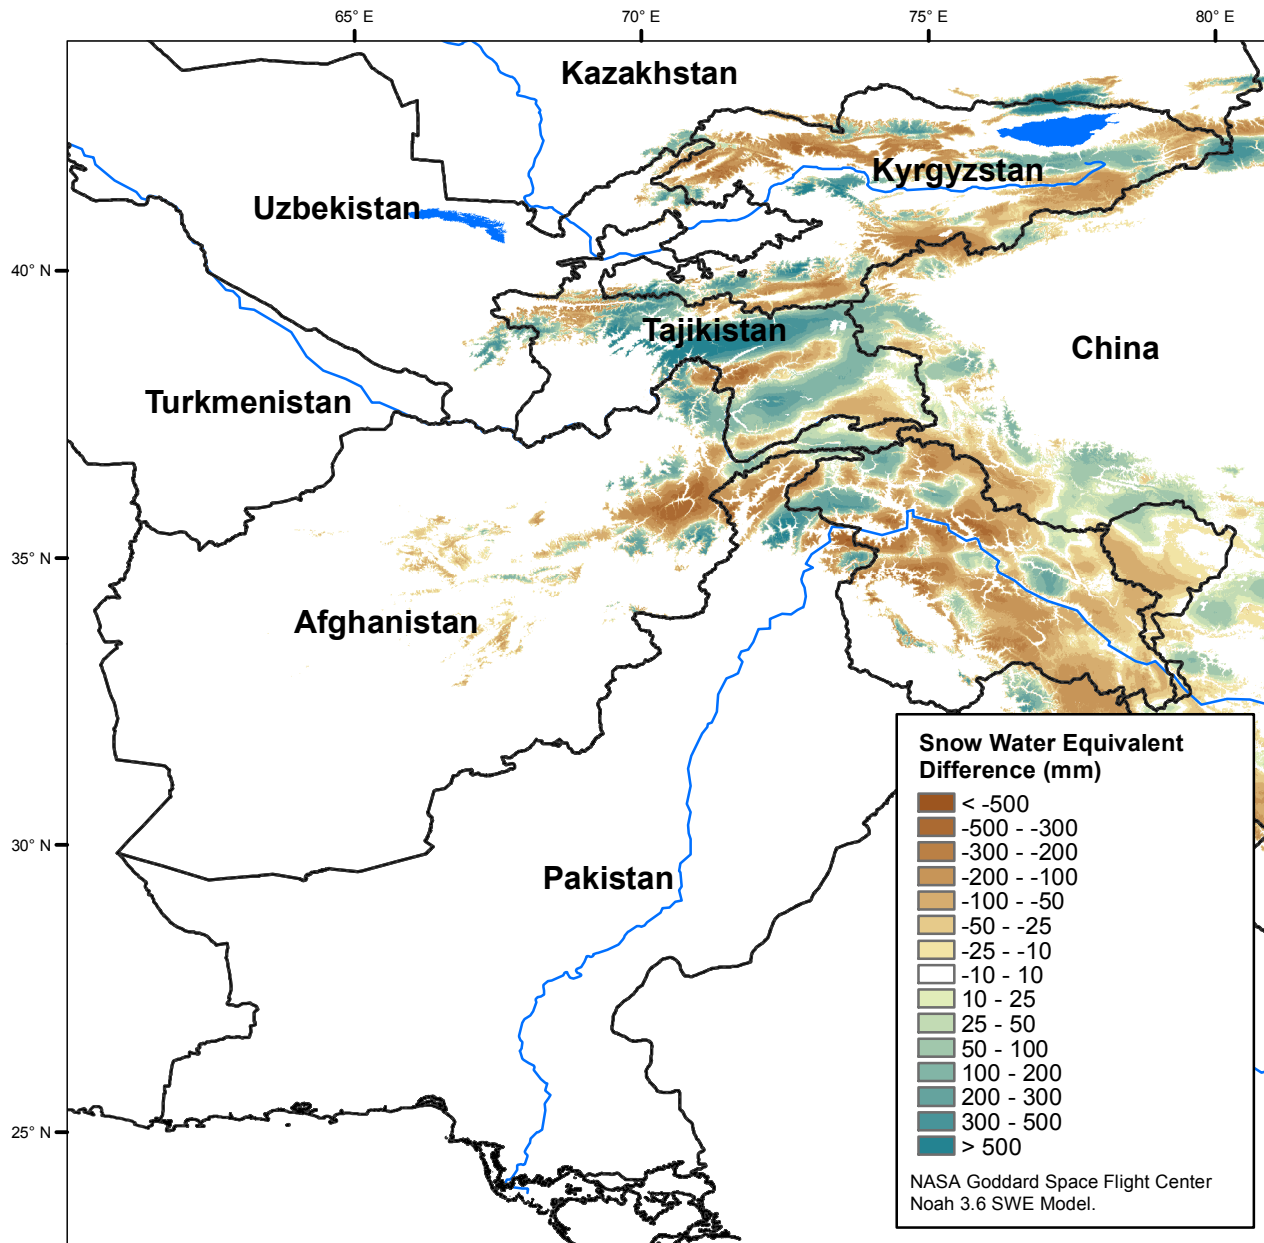 65° E
70° E
75° E
80° E
Kazakhstan
Kyrgyzstan
Uzbekistan
40° N
Tajikistan
China
Turkmenistan
35° N
Afghanistan
Snow Water Equivalent
Difference (mm)
< -500
-500 - -300
-300 - -200
-200 - -100
-100 - -50
-50 - -25
-25 - -10
-10 - 10
10 - 25
25 - 50
50 - 100
100 - 200
200 - 300
300 - 500
> 500
NASA Goddard Space Flight Center
Noah 3.6 SWE Model.
30° N
Pakistan
25° N